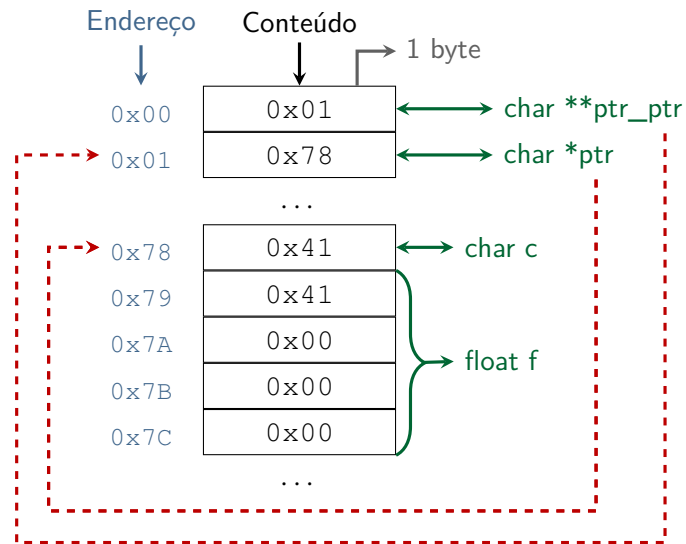 Endereço Conteúdo
1 byte
0x00 0x01 char **ptr_ptr
0x01 0x78 char *ptr
...
0x78 0x41 char c
0x79 0x41
0x7A 0x00
float f
0x7B 0x00
0x7C 0x00
...